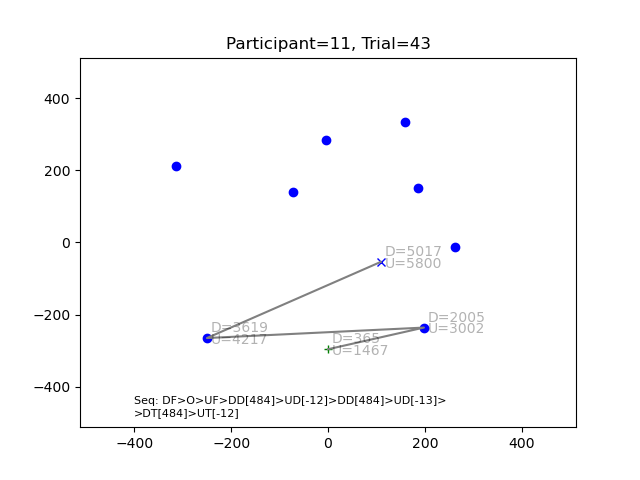 Participant=11, Trial=43
400
200
0
−200
−400
D=5017
U=5800
D=2005
U=3002
D=3619
U=4217
D=365
U=1467
Seq: DF>O>UF>DD[484]>UD[-12]>DD[484]>UD[-13]>
>DT[484]>UT[-12]
−400 −200 0 200 400